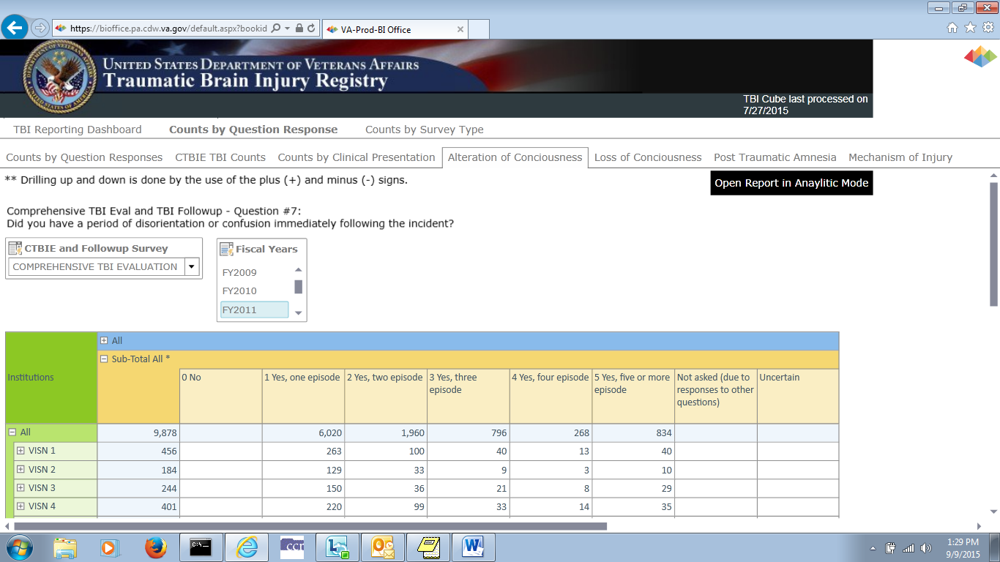 https://bioffice.pa.cdw.va.gov/default.aspx?bookid
VA-Prod-BI Office
UNITED STATES DEPARTMENT OF VETERANS AFFAIRS
Traumatic Brain Injury Registry
TBI Cube last processed on
7/27/2015
TBI Reporting Dashboard Counts by Question Response Counts by Survey Type
Counts by Question Responses CTBIE TBI Counts Counts by Clinical Presentation Alteration of Conciousness Loss of Conciousness Post Traumatic Amnesia Mechanism of Injury
** Drilling up and down is done by the use of the plus (+) and minus (-) signs.
Open Report in Anaylitic Mode
Comprehensive TBI Eval and TBI Followup - Question #7:
Did you have a period of disorientation or confusion immediately following the incident?
CTBIE and Followup Survey
COMPREHENSIVE TBI EVALUATION
Fiscal Years
FY2009
FY2010
FY2011
All
Sub-Total All *
Institutions
0 No
1 Yes, one episode
2 Yes, two episode
3 Yes, three
episode
4 Yes, four episode
5 Yes, five or more
episode
Not asked (due to
responses to other
questions)
Uncertain
All 9,878 6,020 1,960 796 268 834
VISN 1 456 263 100 40 13 40
VISN 2 184 129 33 9 3 10
VISN 3 244 150 36 21 8 29
VISN 4 401 220 99 33 14 35
C:\
CCI
1:29 PM
9/9/2015